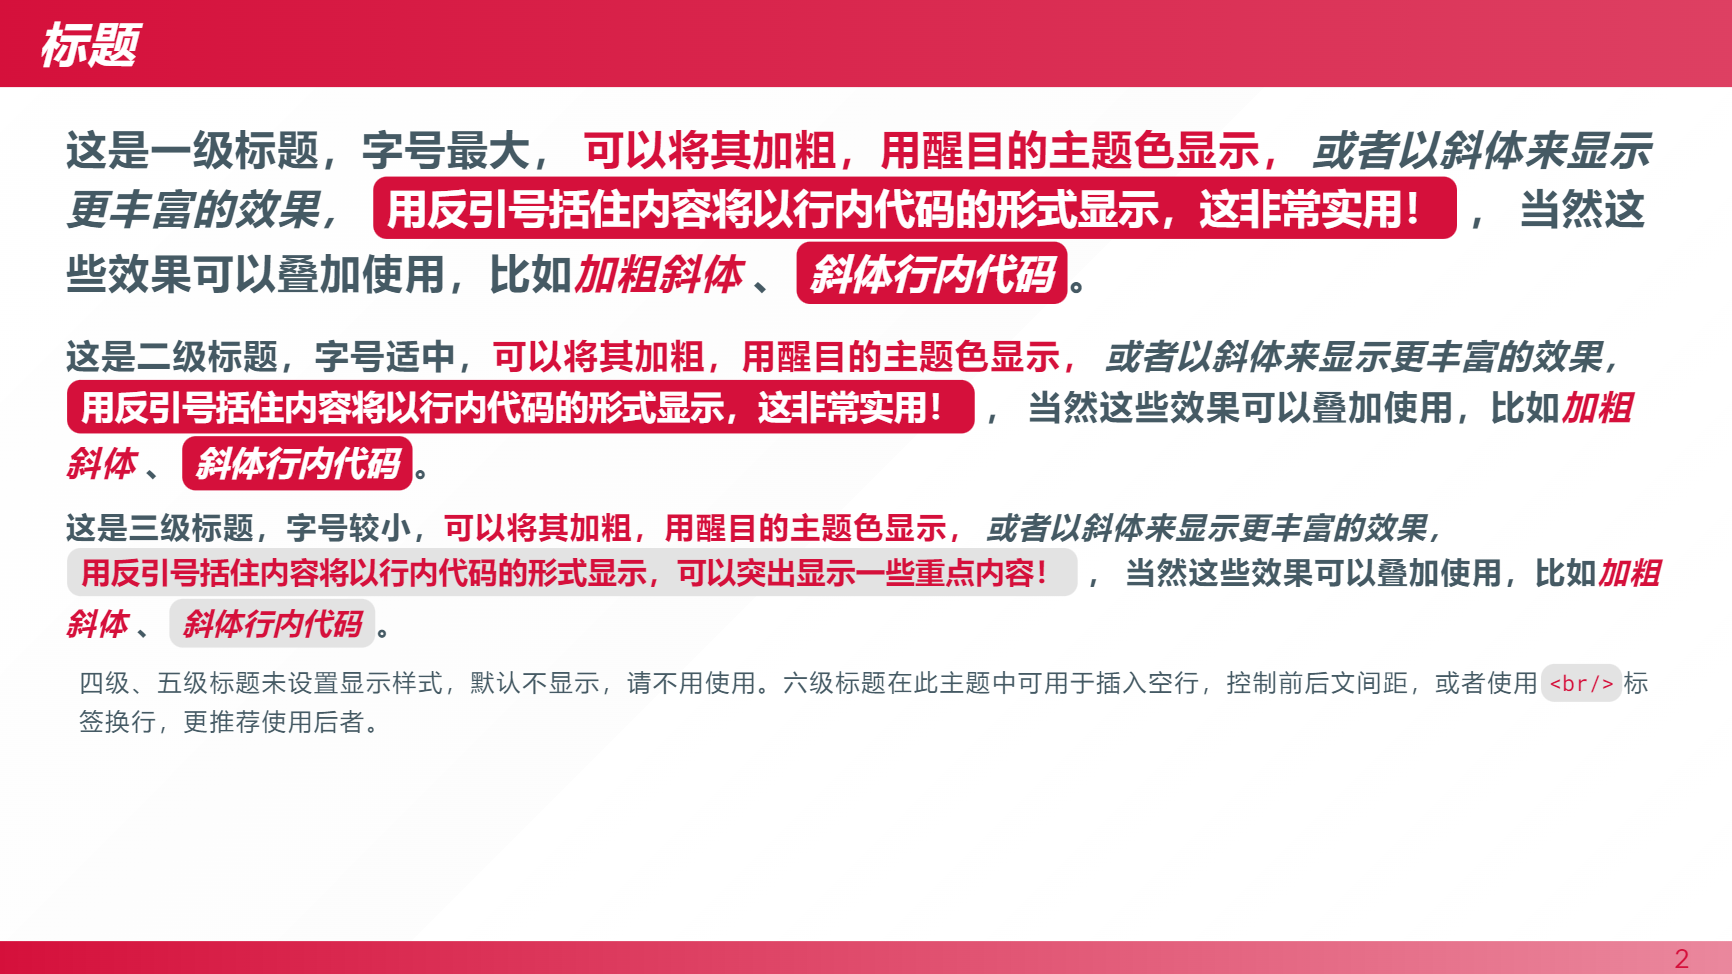 标题
这是一级标题，字号最大，可以将其加粗，用醒目的主题色显示，或者以斜体来显示
更丰富的效果，用反引号括住内容将以行内代码的形式显示，这非常实用！，当然这
些效果可以叠加使用，比如加粗斜体、斜体行内代码。
这是二级标题，字号适中，可以将其加粗，用醒目的主题色显示，或者以斜体来显示更丰富的效果，
用反引号括住内容将以行内代码的形式显示，这非常实用！，当然这些效果可以叠加使用，比如加粗
斜体、斜体行内代码。
这是三级标题，字号较小，可以将其加粗，用醒目的主题色显示，或者以斜体来显示更丰富的效果，
用反引号括住内容将以行内代码的形式显示，可以突出显示一些重点内容！，当然这些效果可以叠加使用，比如加粗
斜体、斜体行内代码。
四级、五级标题未设置显示样式，默认不显示，请不用使用。六级标题在此主题中可用于插入空行，控制前后文间距，或者使用<br/>标
签换行，更推荐使用后者。
2